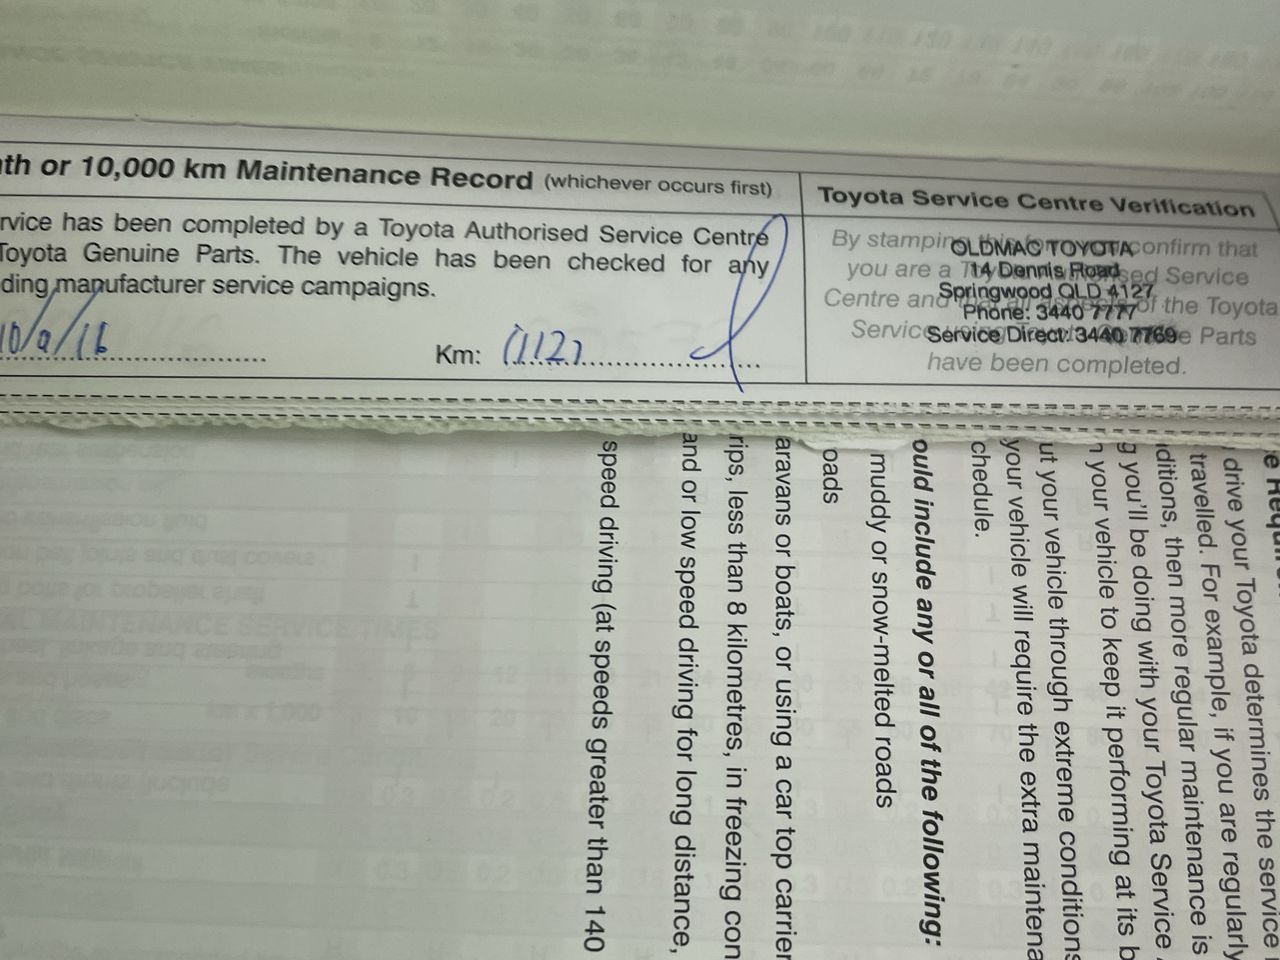 th or 10,000 km Maintenance Record (whichever occurs first)
rvice has been completed by a Toyota Authorised Service Centre
Toyota Genuine Parts. The vehicle has been checked for any
ding manufacturer service campaigns.
10/9/16
Km: 11127
Toyota Service Centre Verification
By stamping this form you confirm that
you are a Toyota Authorised Service
Centre and that all aspects of the Toyota
Service using Toyota Genuine Parts
have been completed.
OLDMAC TOYOTA
14 Dennis Road
Springwood QLD 4127
Phone: 3440 7777
Service Direct: 3440 7769
drive your Toyota determines the service
travelled. For example, if you are regularly
ditions, then more regular maintenance is
g you'll be doing with your Toyota Service
n your vehicle to keep it performing at its b
ut your vehicle through extreme conditions
your vehicle will require the extra maintena
chedule.
ould include any or all of the following:
muddy or snow-melted roads
oads
aravans or boats, or using a car top carrier
rips, less than 8 kilometres, in freezing con
and or low speed driving for long distance,
speed driving (at speeds greater than 140